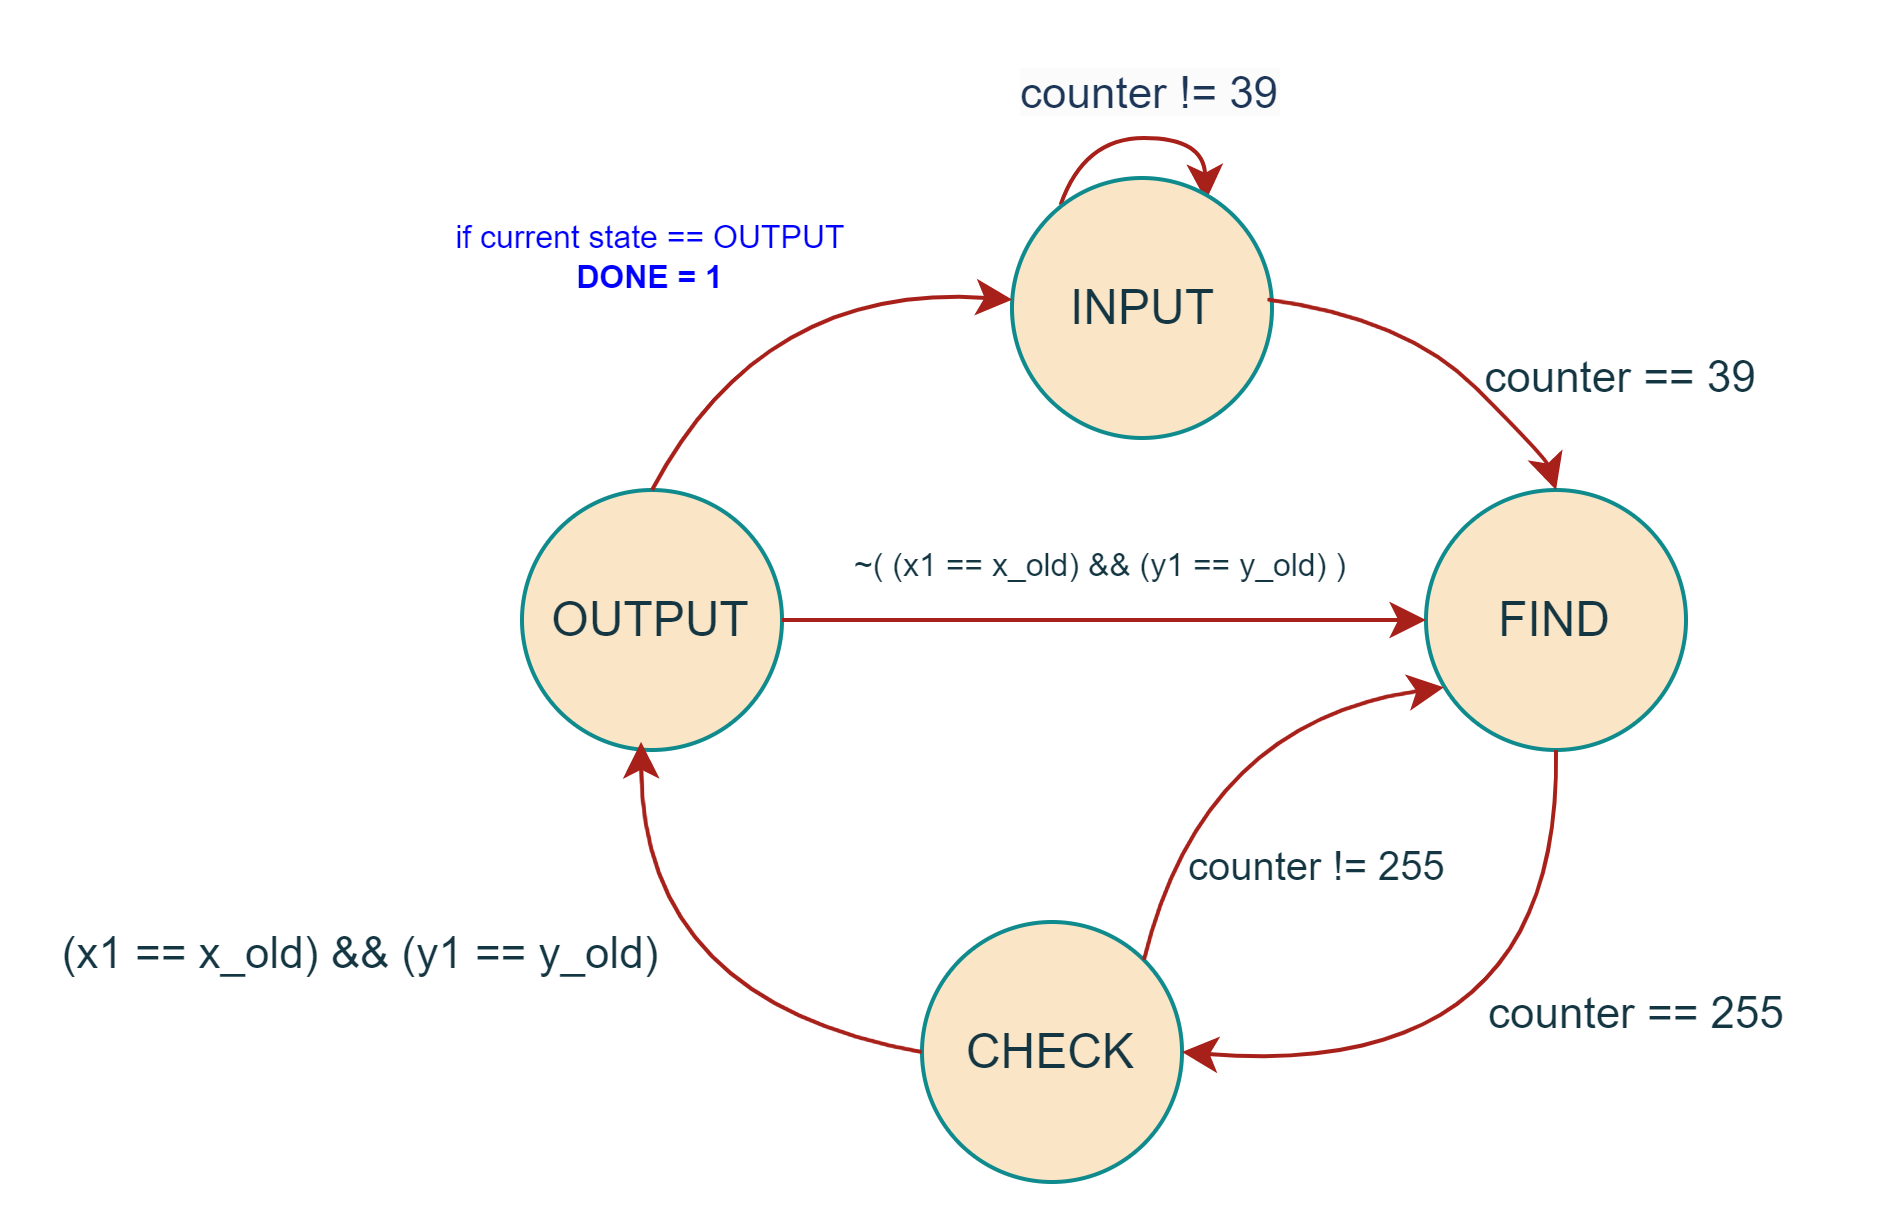 counter != 39
if current state == OUTPUT
DONE = 1
INPUT
counter == 39
~( (x1 == x_old) && (y1 == y_old) )
OUTPUT
FIND
counter != 255
(x1 == x_old) && (y1 == y_old)
counter == 255
CHECK